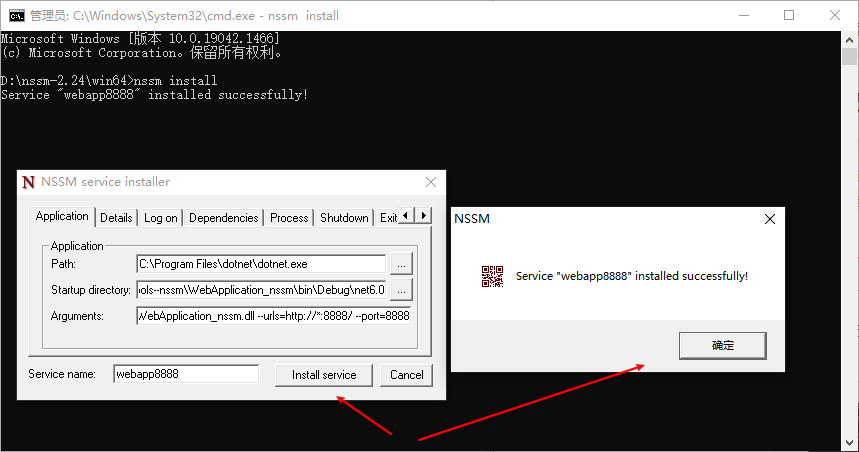 管理员: C:\Windows\System32\cmd.exe - nssm  install
Microsoft Windows [版本 10.0.19042.1466]
(c) Microsoft Corporation。保留所有权利。
D:\nssm-2.24\win64>nssm install
Service "webapp8888" installed successfully!
NSSM service installer
Application Details Log on Dependencies Process Shutdown Exit
Application
Path: C:\Program Files\dotnet\dotnet.exe ...
Startup directory: ols--nssm\WebApplication_nssm\bin\Debug\net6.0 ...
Arguments: WebApplication_nssm.dll --urls=http://*:8888/ --port=8888
Service name: webapp8888 Install service Cancel
NSSM
Service "webapp8888" installed successfully!
确定